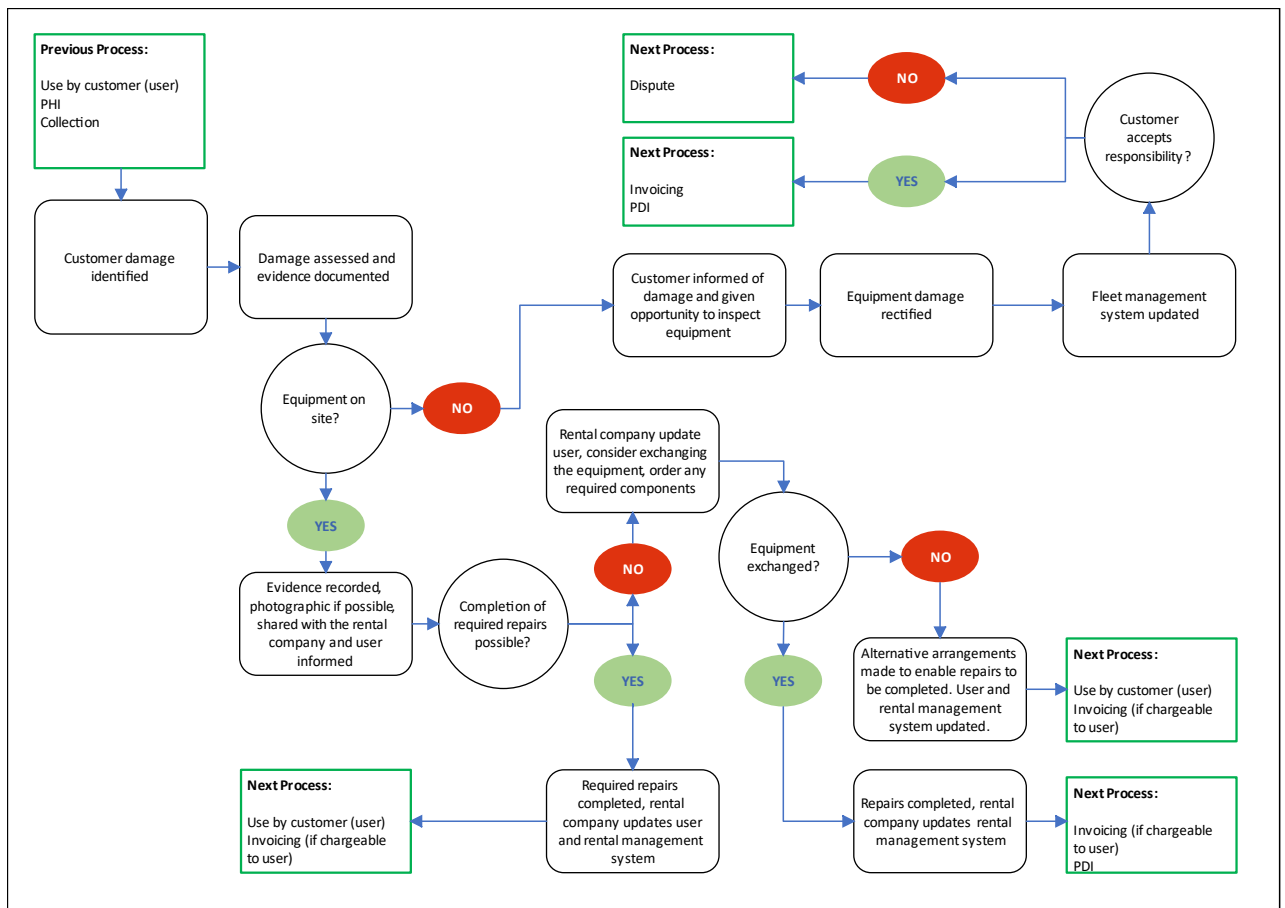 Previous Process:
Use by customer (user)
PHI
Collection
Customer damage
identified
Damage assessed and
evidence documented
Equipment on
site?
NO
Customer informed of
damage and given
opportunity to inspect
equipment
Equipment damage
rectified
Fleet management
system updated
Customer
accepts
responsibility?
NO
Next Process:
Dispute
YES
Next Process:
Invoicing
PDI
YES
Evidence recorded,
photographic if possible,
shared with the rental
company and user
informed
Completion of
required repairs
possible?
NO
Rental company update
user, consider exchanging
the equipment, order any
required components
Equipment
exchanged?
NO
Alternative arrangements
made to enable repairs to
be completed. User and
rental management
system updated.
Next Process:
Use by customer (user)
Invoicing (if chargeable
to user)
YES
Repairs completed, rental
company updates rental
management system
Next Process:
Invoicing (if chargeable
to user)
PDI
YES
Required repairs
completed, rental
company updates user
and rental management
system
Next Process:
Use by customer (user)
Invoicing (if chargeable
to user)